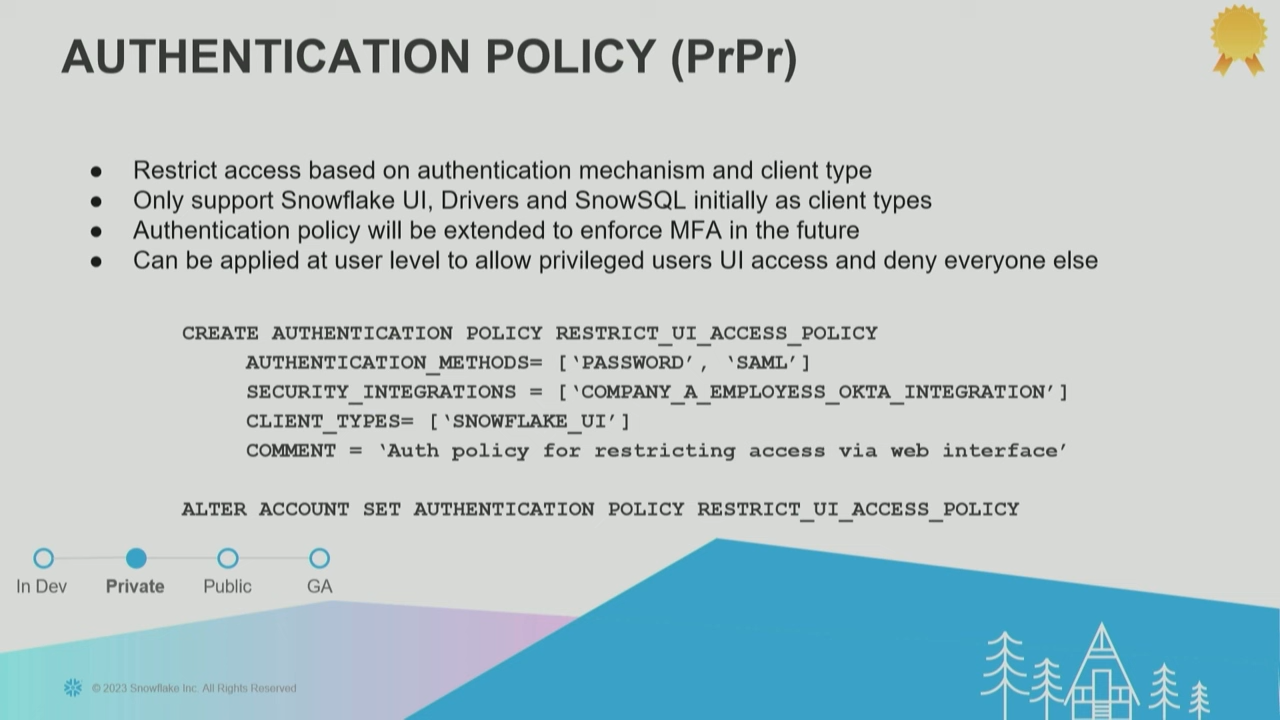 AUTHENTICATION POLICY (PrPr)
● Restrict access based on authentication mechanism and client type
● Only support Snowflake UI, Drivers and SnowSQL initially as client types
● Authentication policy will be extended to enforce MFA in the future
● Can be applied at user level to allow privileged users UI access and deny everyone else
CREATE AUTHENTICATION POLICY RESTRICT_UI_ACCESS_POLICY
AUTHENTICATION_METHODS= [‘PASSWORD’, ‘SAML’]
SECURITY_INTEGRATIONS = [‘COMPANY_A_EMPLOYESS_OKTA_INTEGRATION’]
CLIENT_TYPES= [‘SNOWFLAKE_UI’]
COMMENT = ‘Auth policy for restricting access via web interface’
ALTER ACCOUNT SET AUTHENTICATION POLICY RESTRICT_UI_ACCESS_POLICY
In Dev Private Public GA
© 2023 Snowflake Inc. All Rights Reserved